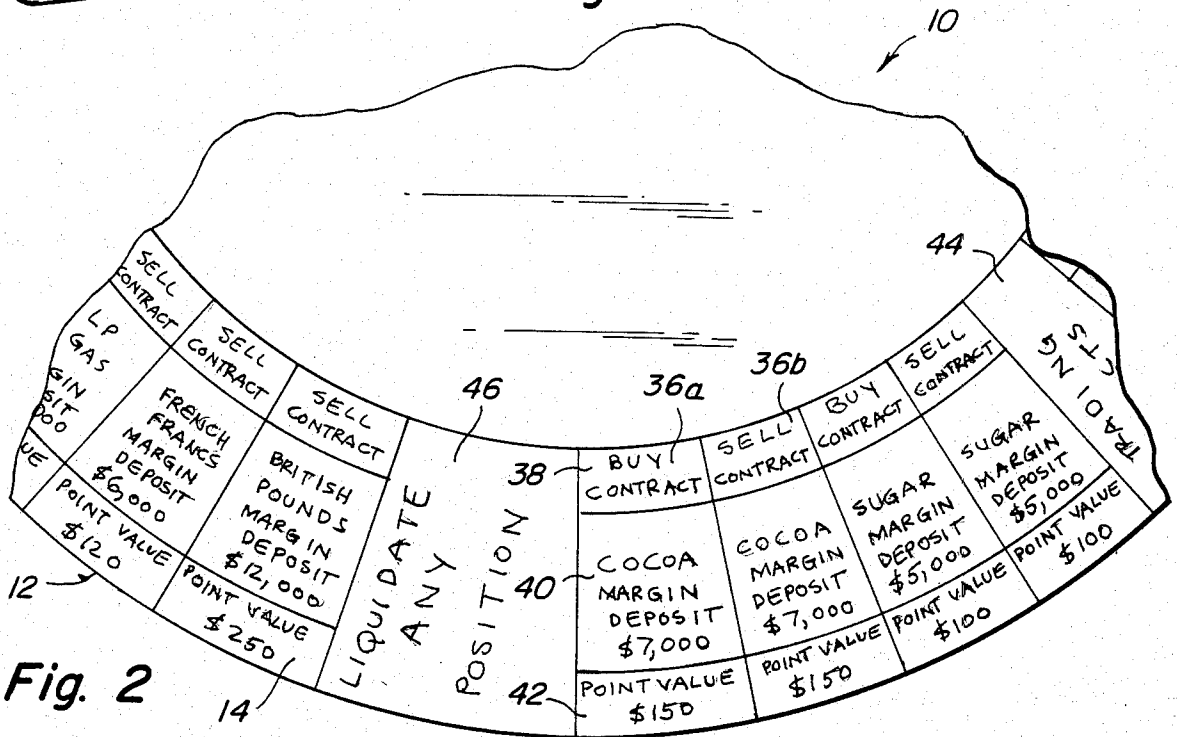 10
44
SELL
CONTRACT
LP
GAS
SELL
CONTRACT
FRENCH
FRANCS
MARGIN
DEPOSIT
$6,000
POINT VALUE
$120
SELL
CONTRACT
BRITISH
POUNDS
MARGIN
DEPOSIT
$12,000
POINT VALUE
$250
46
LIQUIDATE
ANY
POSITION
36a
38
BUY
CONTRACT
40
COCOA
MARGIN
DEPOSIT
$7,000
42
POINT VALUE
$150
36b
SELL
CONTRACT
COCOA
MARGIN
DEPOSIT
$7,000
POINT VALUE
$150
BUY
CONTRACT
SUGAR
MARGIN
DEPOSIT
$5,000
POINT VALUE
$100
SELL
CONTRACT
SUGAR
MARGIN
DEPOSIT
$5,000
POINT VALUE
$100
TRADING
CTS
12
14
Fig. 2